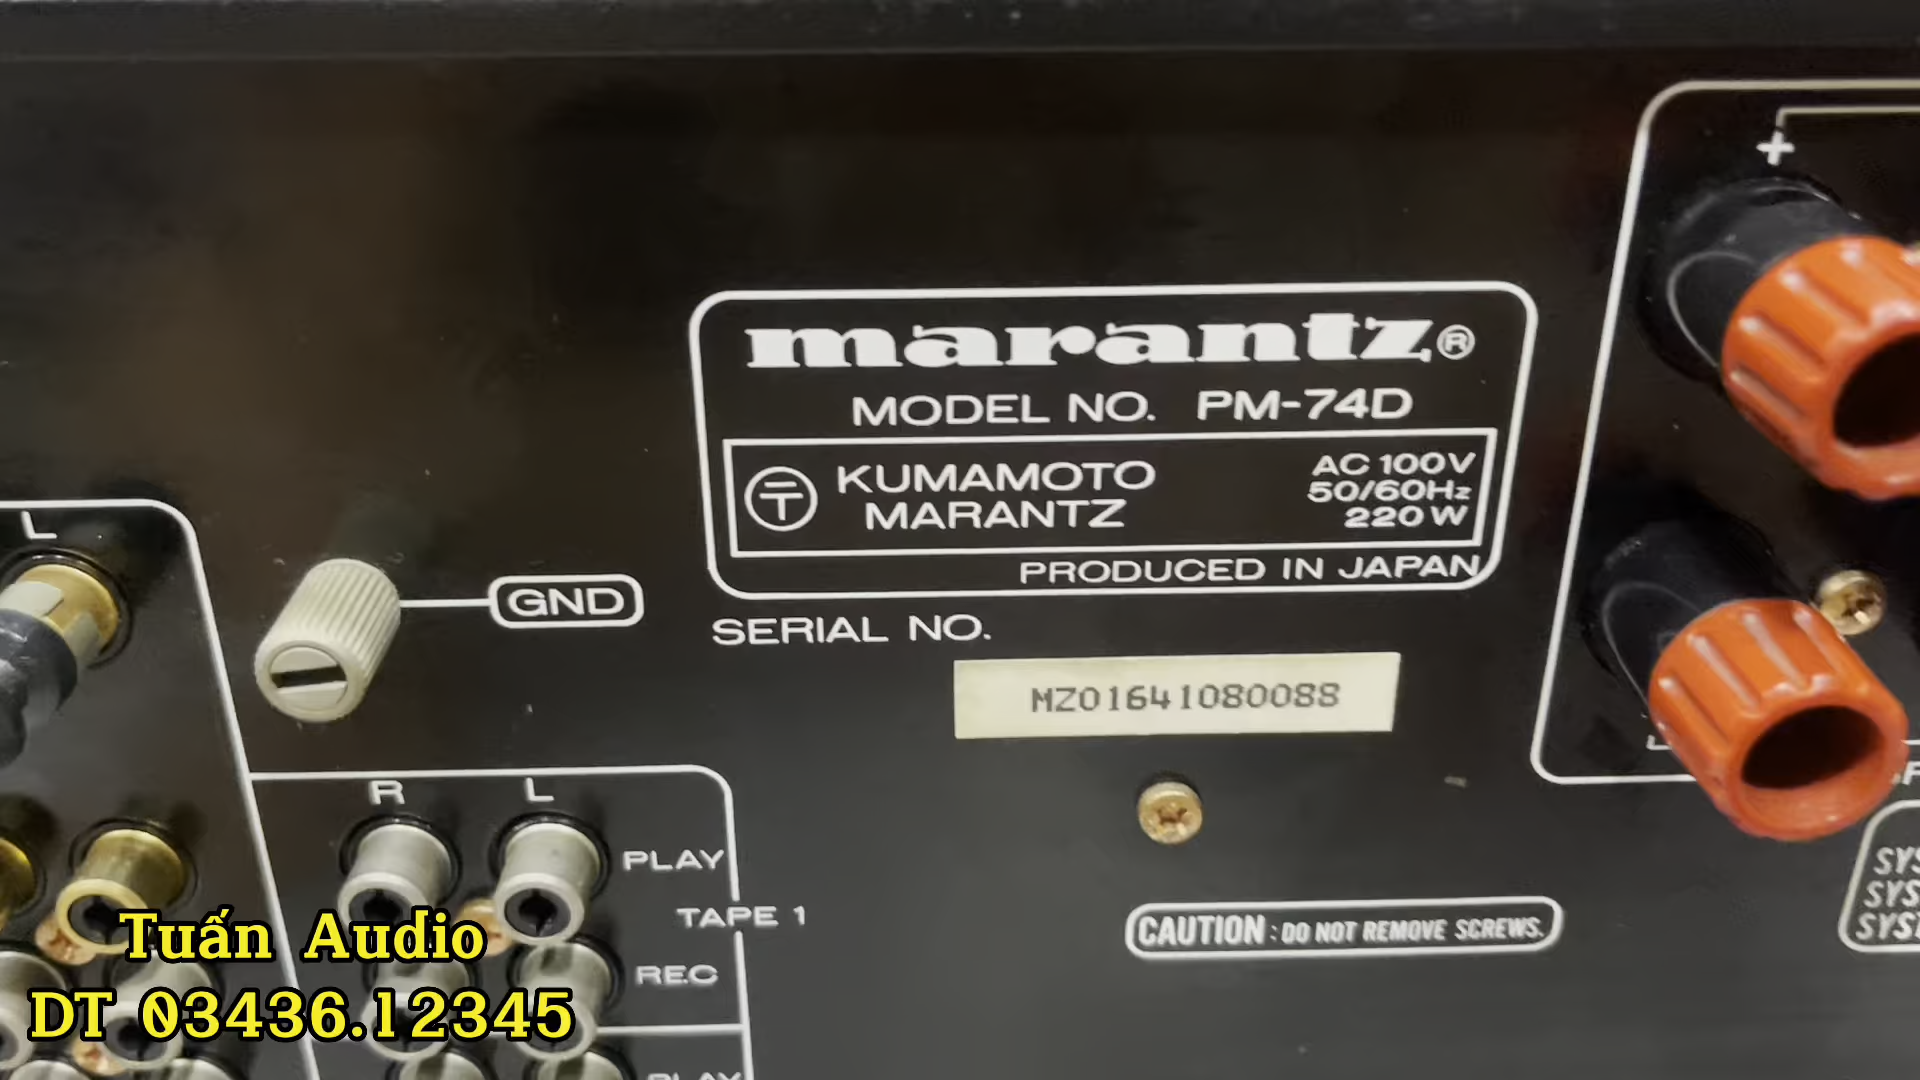 +
marantz®
MODEL NO. PM-74D
KUMAMOTO
MARANTZ
AC 100V
50/60Hz
220W
PRODUCED IN JAPAN
L
GND
SERIAL NO.
MZ01641080088
R L
PLAY
TAPE 1
REC
PLAY
CAUTION : DO NOT REMOVE SCREWS.
Tuấn Audio
DT 03436.12345